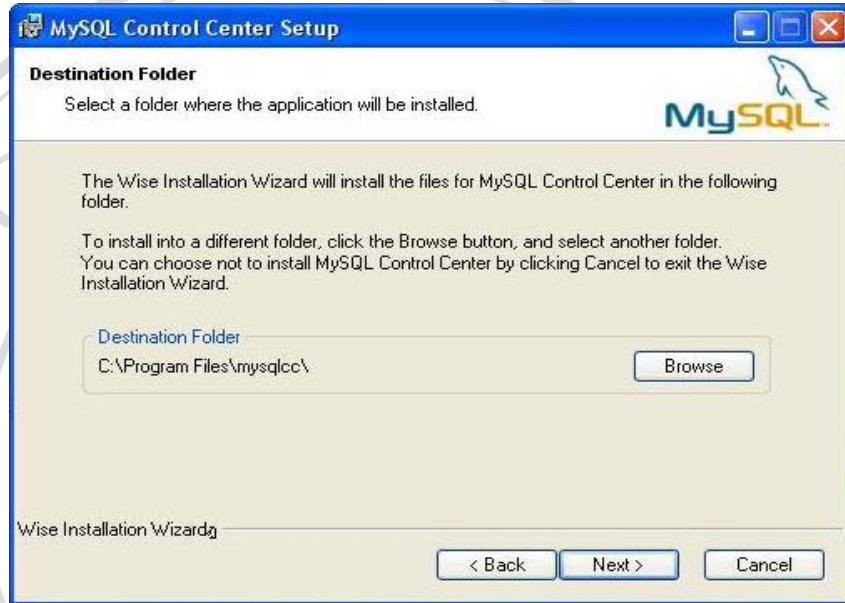 MySQL Control Center Setup
Destination Folder
Select a folder where the application will be installed.
MySQL
The Wise Installation Wizard will install the files for MySQL Control Center in the following
folder.
To install into a different folder, click the Browse button, and select another folder.
You can choose not to install MySQL Control Center by clicking Cancel to exit the Wise
Installation Wizard.
Destination Folder
C:\Program Files\mysqlcc\
Browse
Wise Installation Wizard
< Back
Next >
Cancel